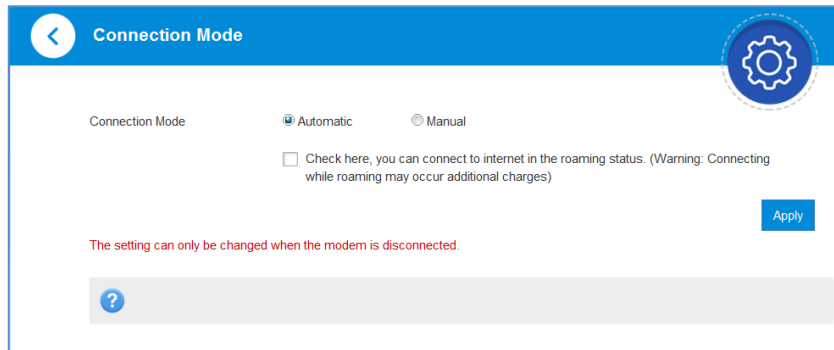 Connection Mode
Connection Mode Automatic Manual
Check here, you can connect to internet in the roaming status. (Warning: Connecting
while roaming may occur additional charges)
Apply
The setting can only be changed when the modem is disconnected.
?